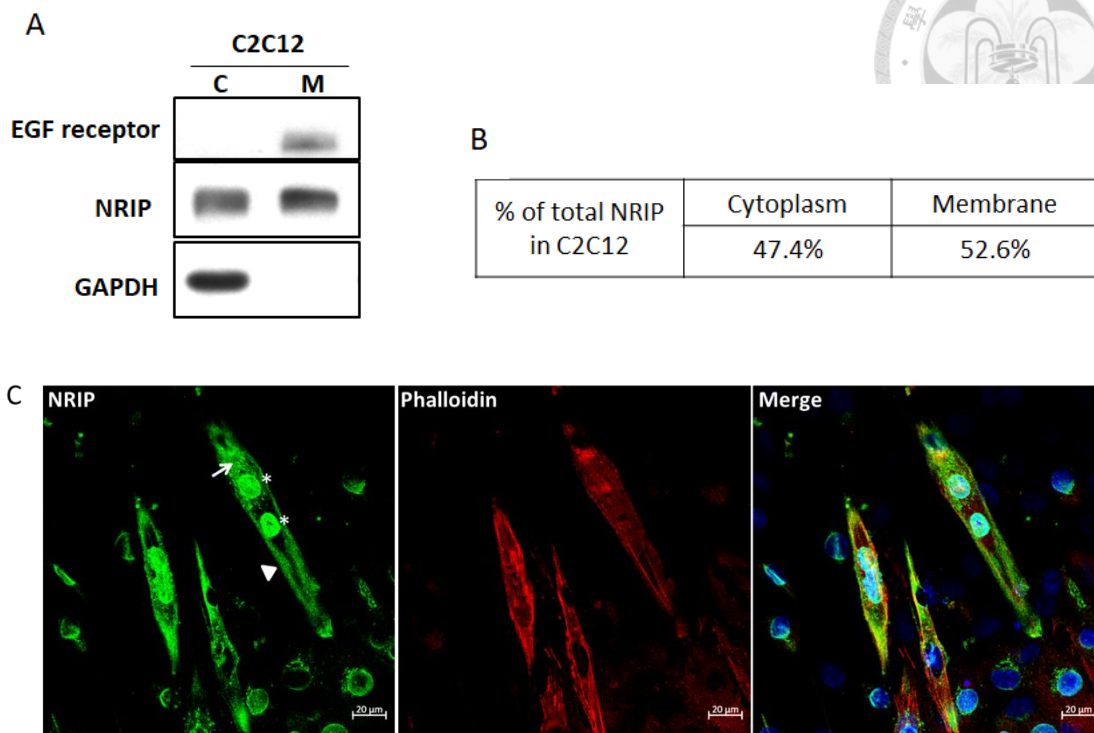 A
C2C12
C M
EGF receptor
NRIP
GAPDH
B
% of total NRIP
in C2C12
Cytoplasm Membrane
47.4% 52.6%
C
NRIP Phalloidin Merge
*
*
20 µm 20 µm 20 µm
學